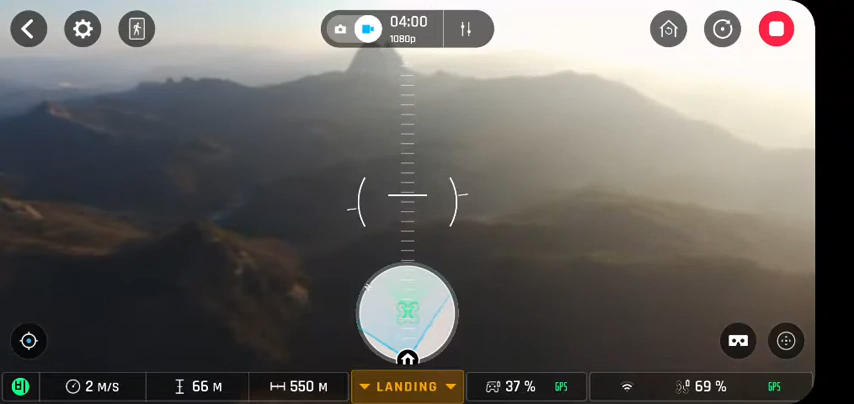 04:00
1080p
2 M/S
66 M
550 M
LANDING
37 %
GPS
69 %
GPS